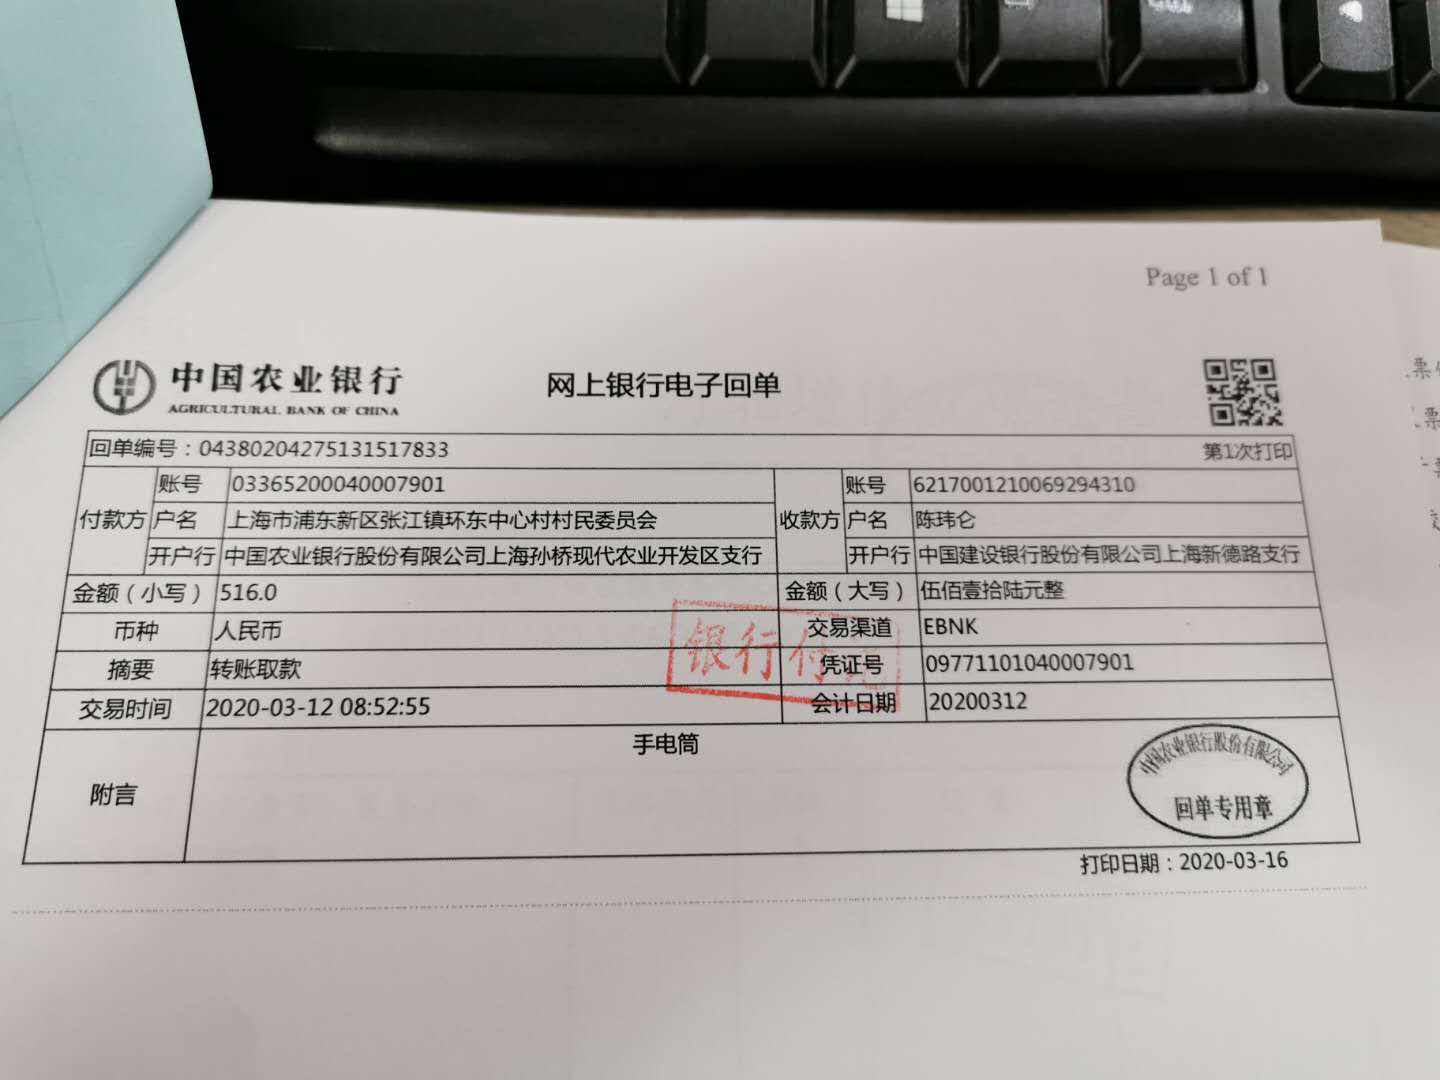 Page 1 of 1
中国农业银行
AGRICULTURAL BANK OF CHINA
网上银行电子回单
回单编号：04380204275131517833
第1次打印
付款方
账号 03365200040007901
户名 上海市浦东新区张江镇环东中心村村民委员会
开户行 中国农业银行股份有限公司上海孙桥现代农业开发区支行
收款方
账号 6217001210069294310
户名 陈玮仑
开户行 中国建设银行股份有限公司上海新德路支行
金额（小写） 516.0
金额（大写） 伍佰壹拾陆元整
币种 人民币
交易渠道 EBNK
摘要 转账取款
凭证号 09771101040007901
交易时间 2020-03-12 08:52:55
会计日期 20200312
银行付
附言
手电筒
中国农业银行股份有限公司
回单专用章
打印日期：2020-03-16